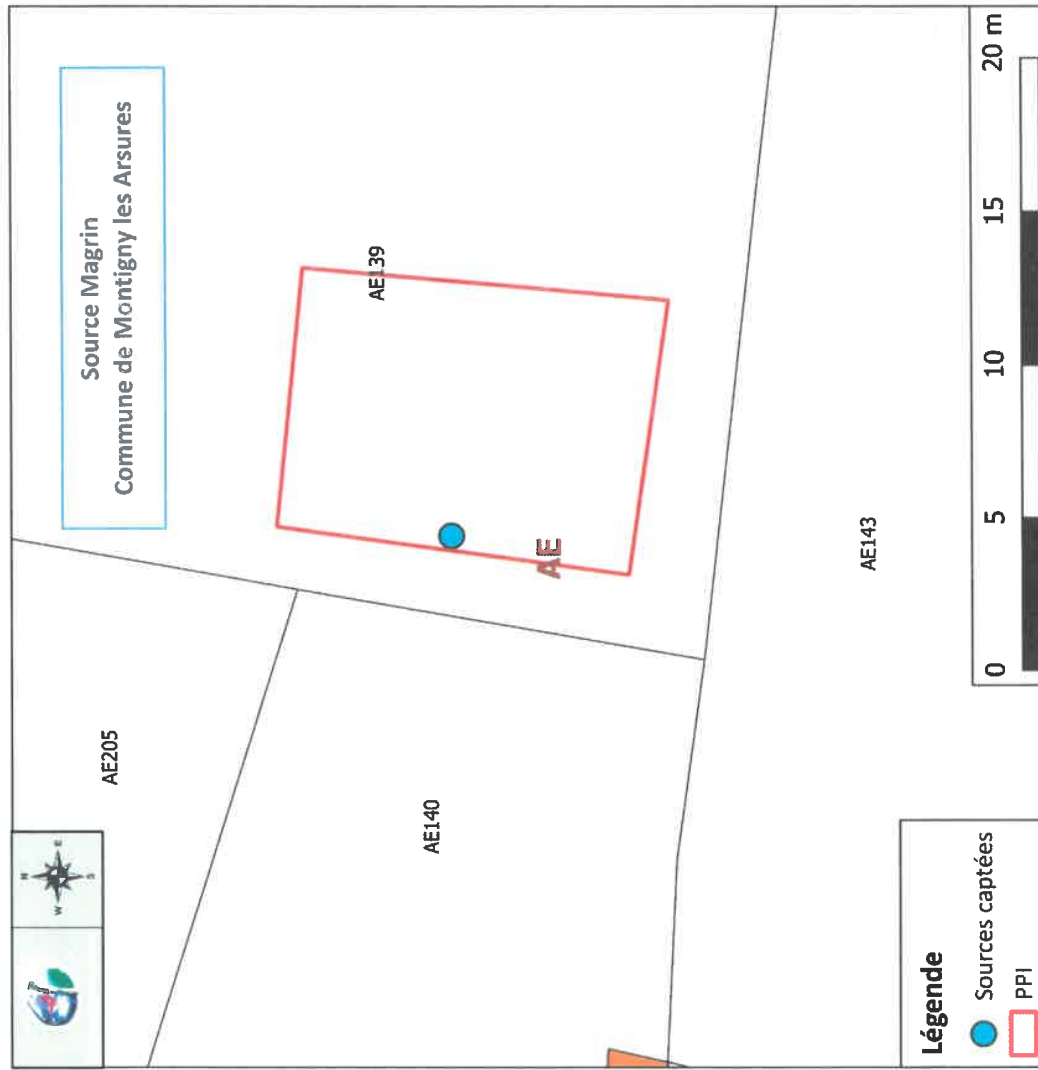 N
W
E
S
Source Magrin
Commune de Montigny les Arsures
AE205
AE139
AE140
AE
AE143
Légende
Sources captées
PPI
0
5
10
15
20 m